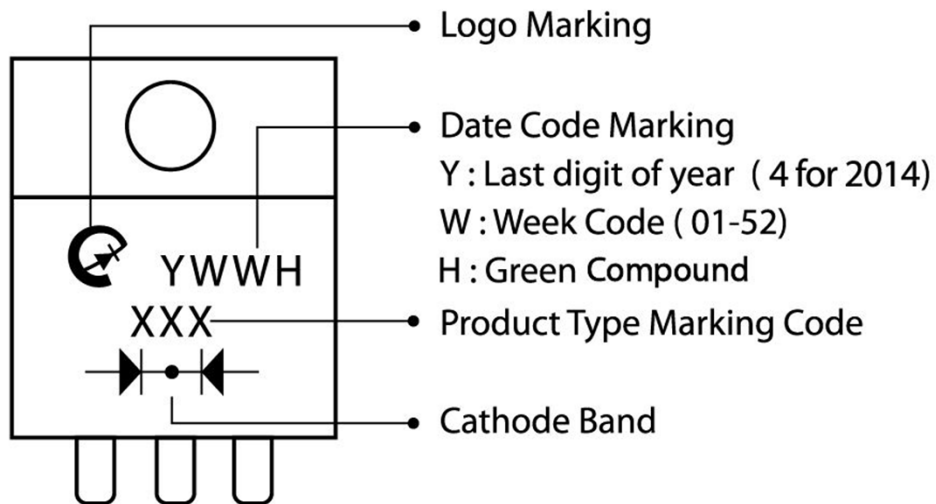 Logo Marking
Date Code Marking
Y : Last digit of year ( 4 for 2014)
W : Week Code ( 01-52)
YWWH
H : Green Compound
XXX
Product Type Marking Code
Cathode Band